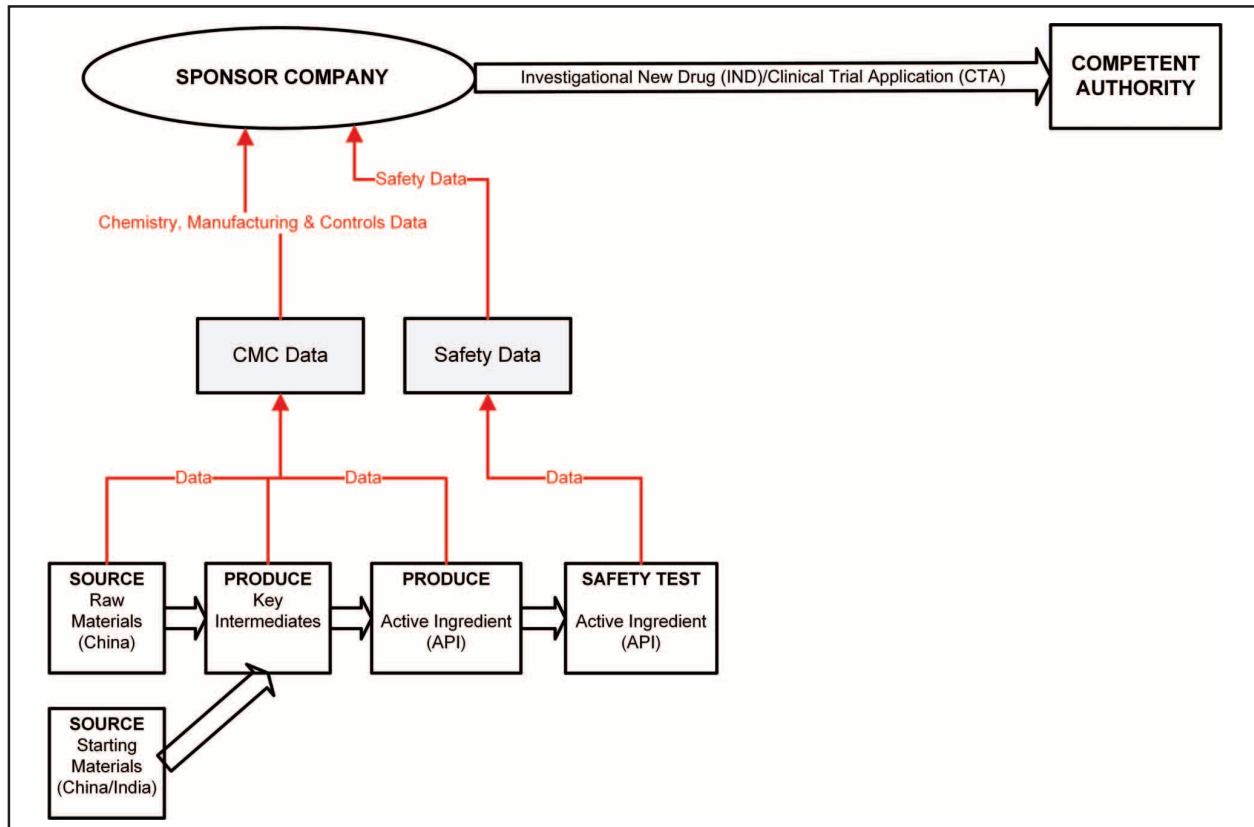 SPONSOR COMPANY
Investigational New Drug (IND)/Clinical Trial Application (CTA)
COMPETENT
AUTHORITY
Safety Data
Chemistry, Manufacturing & Controls Data
CMC Data
Safety Data
Data
Data
Data
SOURCE
Raw
Materials
(China)
PRODUCE
Key
Intermediates
PRODUCE
Active Ingredient
(API)
SAFETY TEST
Active Ingredient
(API)
SOURCE
Starting
Materials
(China/India)